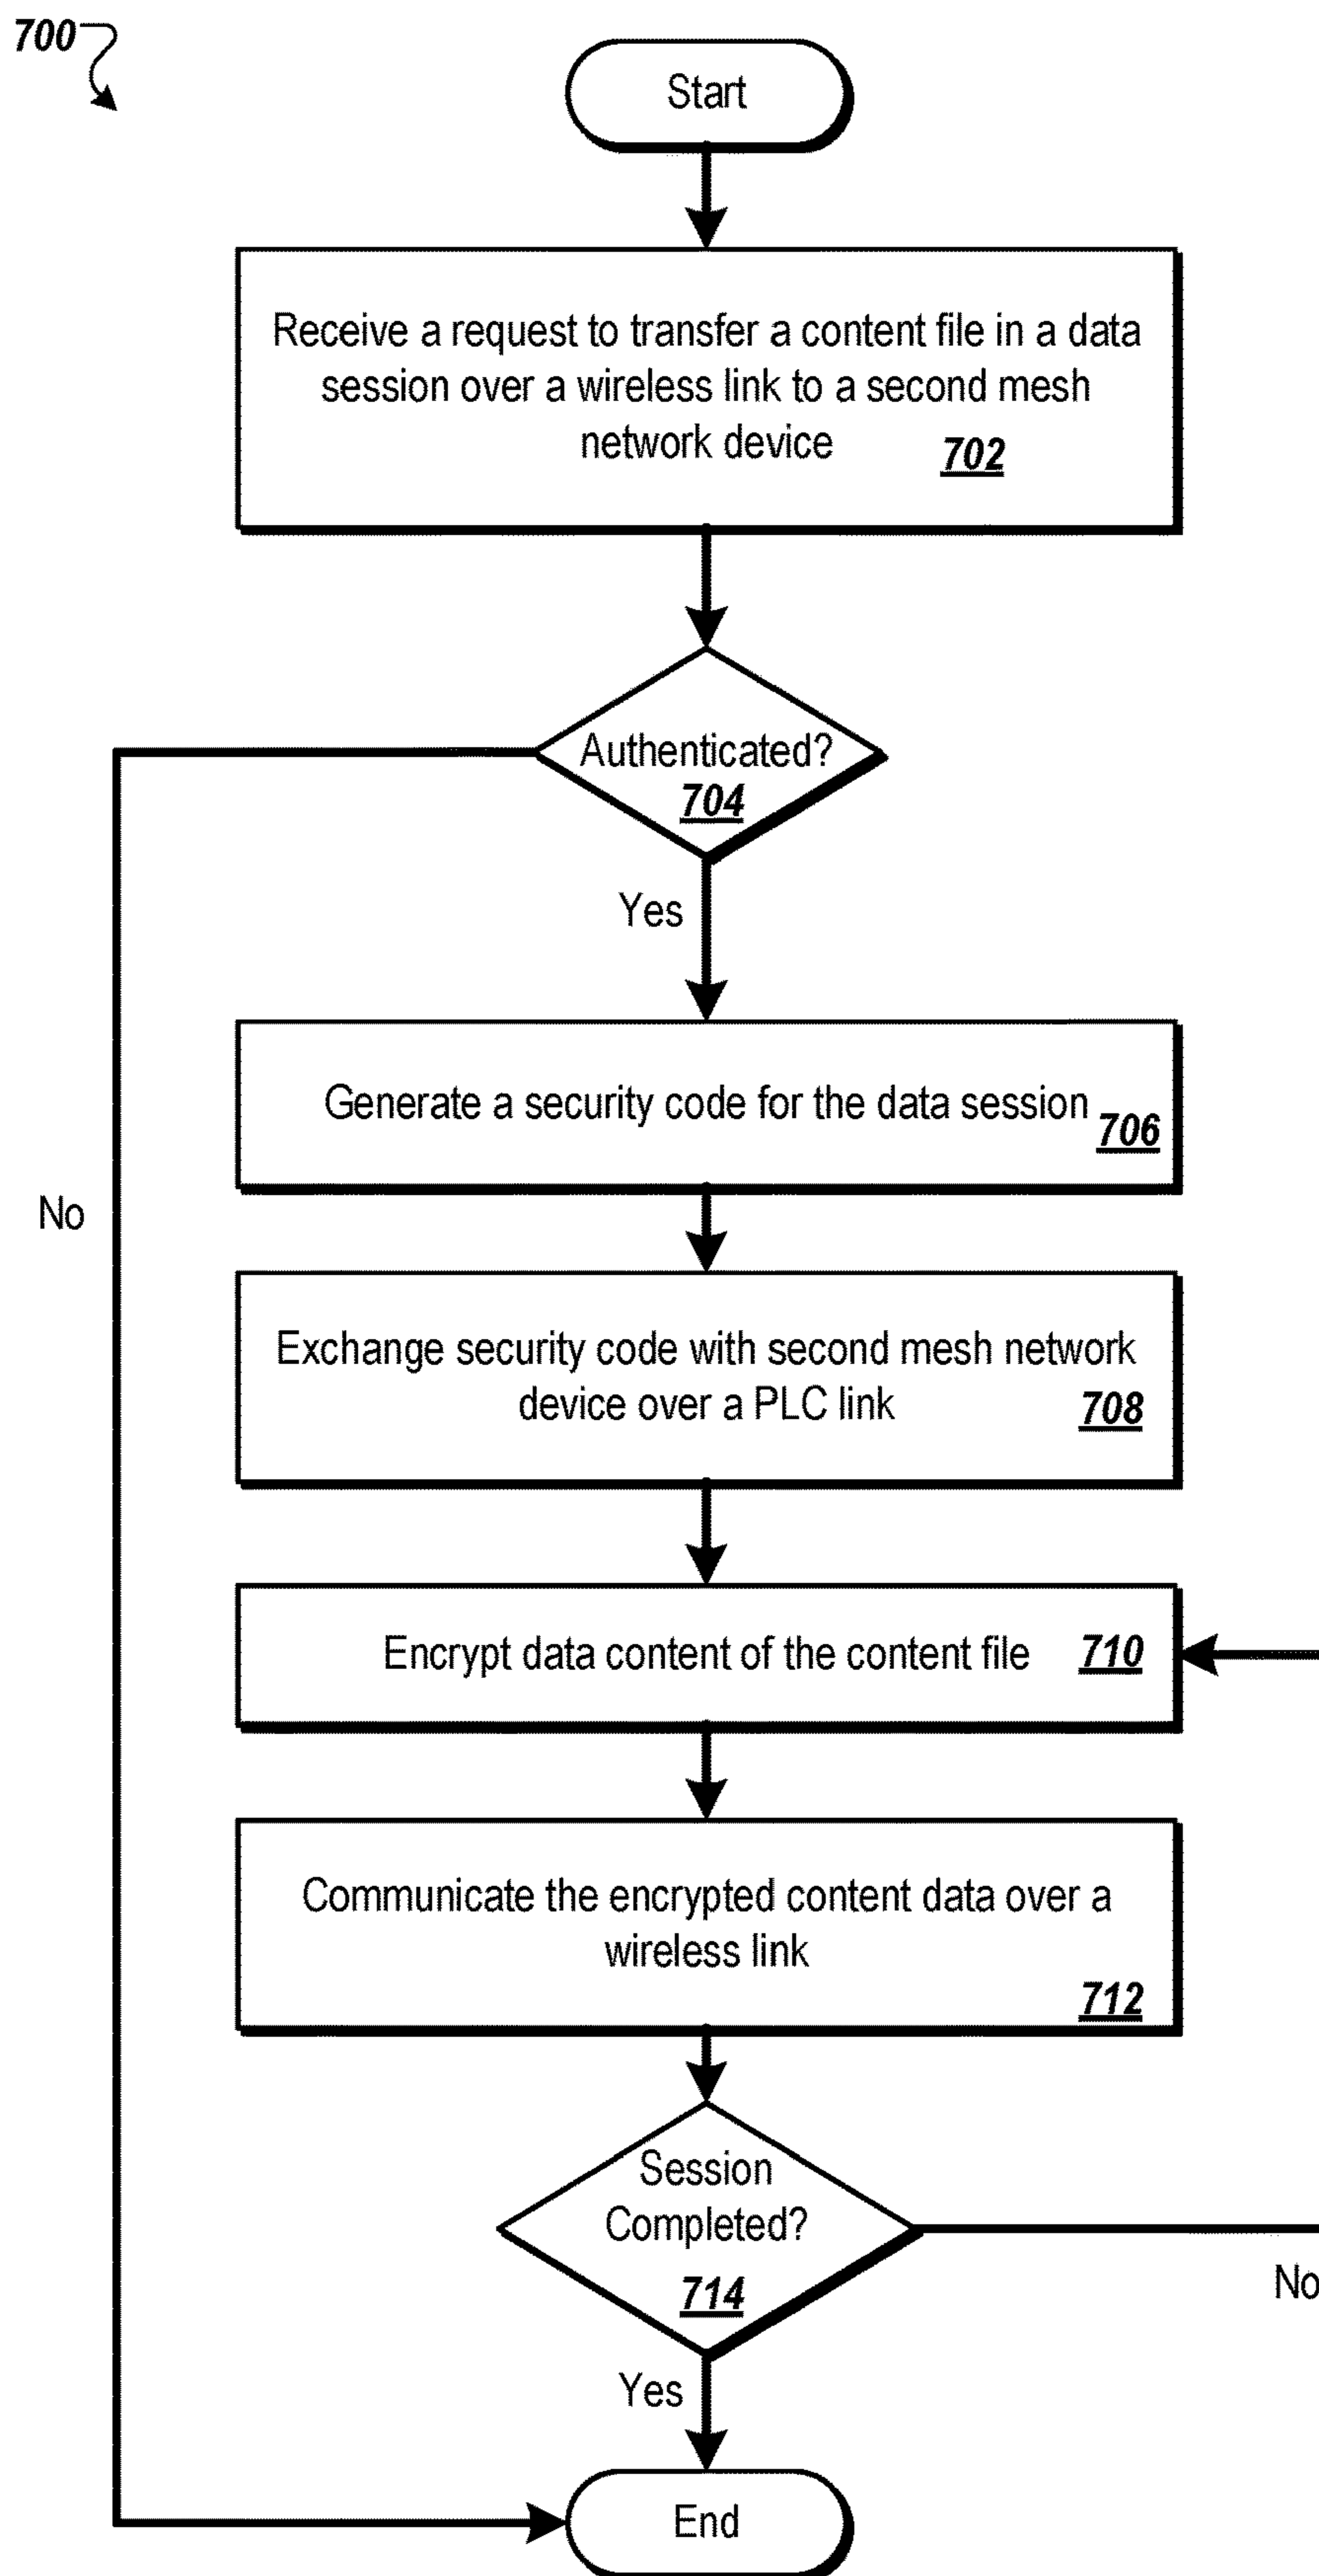 700
Start
Receive a request to transfer a content file in a data
session over a wireless link to a second mesh
network device 702
Authenticated?
704
Yes
Generate a security code for the data session 706
No
Exchange security code with second mesh network
device over a PLC link 708
Encrypt data content of the content file 710
Communicate the encrypted content data over a
wireless link
712
Session
Completed?
714
No
Yes
End